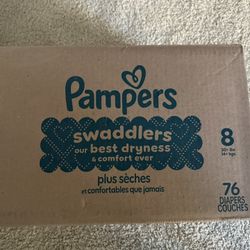 Pampers
swaddlers
our best dryness
& comfort ever
plus sèches
et confortables que jamais
8
76
DIAPERS
COUCHES